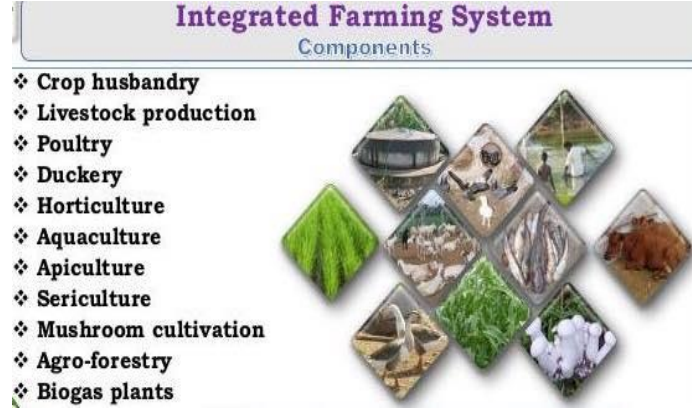 Integrated Farming System
Components
❖ Crop husbandry
❖ Livestock production
❖ Poultry
❖ Duckery
❖ Horticulture
❖ Aquaculture
❖ Apiculture
❖ Sericulture
❖ Mushroom cultivation
❖ Agro-forestry
❖ Biogas plants